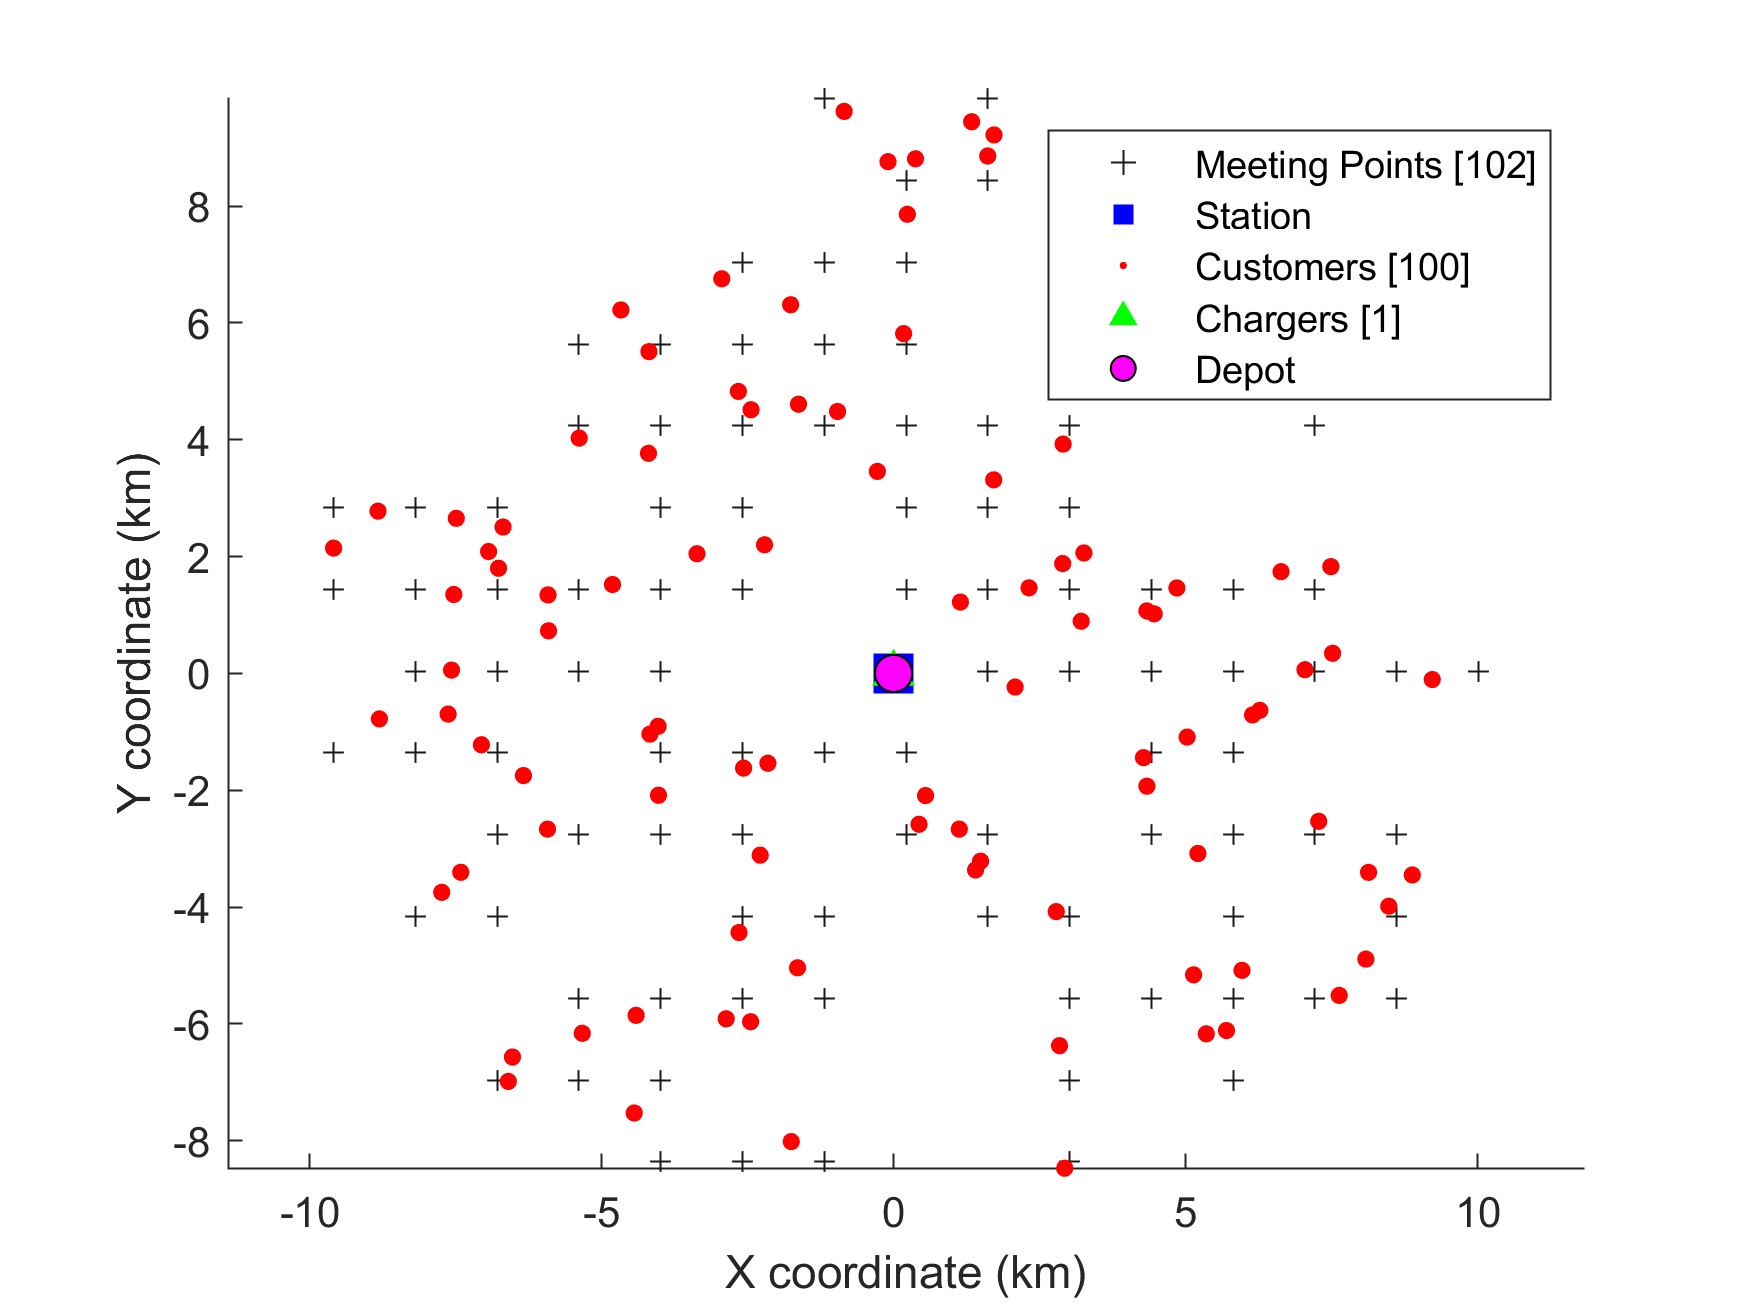 Meeting Points [102]
Station
Customers [100]
Chargers [1]
Depot
8
6
4
2
0
-2
-4
-6
-8
Y coordinate (km)
-10
-5
0
5
10
X coordinate (km)